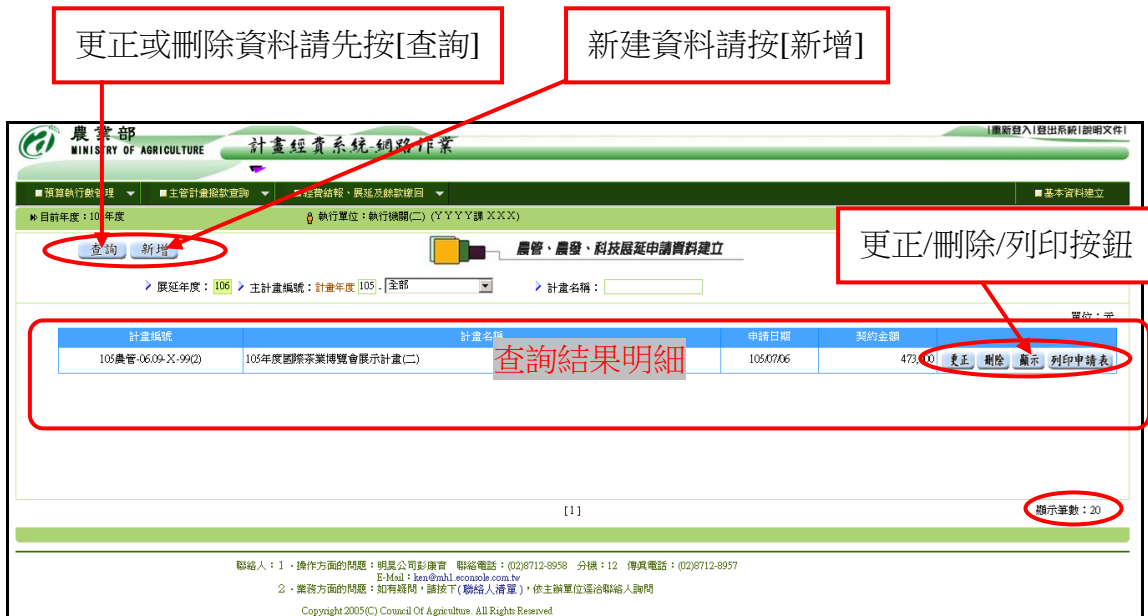 更正或刪除資料請先按[查詢]
新建資料請按[新增]
農業部
MINISTRY OF AGRICULTURE
計畫經費系統-網路作業
|重新登入|登出系統|說明文件|
■預算執行數管理 ■主管計畫撥款查詢 ■經費結報、展延及餘款繳回 ■基本資料建立
目前年度：10 年度 執行單位：執行機關(二) (YYYY課 XXX)
查詢 新增 農管、農發、科技展延申請資料建立
更正/刪除/列印按鈕
展延年度：106 主計畫編號：計畫年度 105 - 全部 計畫名稱：
單位：元
計畫編號 計畫名稱 申請日期 契約金額
105農管-06.09-X-99(2) 105年度國際茶業博覽會展示計畫(二) 105/07/06 473,000 更正 刪除 顯示 列印申請表
查詢結果明細
[1] 顯示筆數：20
聯絡人：1．操作方面的問題：明昊公司彭康育 聯絡電話：(02)8712-8958 分機：12 傳真電話：(02)8712-8957
E-Mail：ken@mhl.econsole.com.tw
2．業務方面的問題：如有疑問，請按下(聯絡人清單)，依主辦單位逕洽聯絡人詢問
Copyright 2005(C) Council Of Agriculture. All Rights Reserved